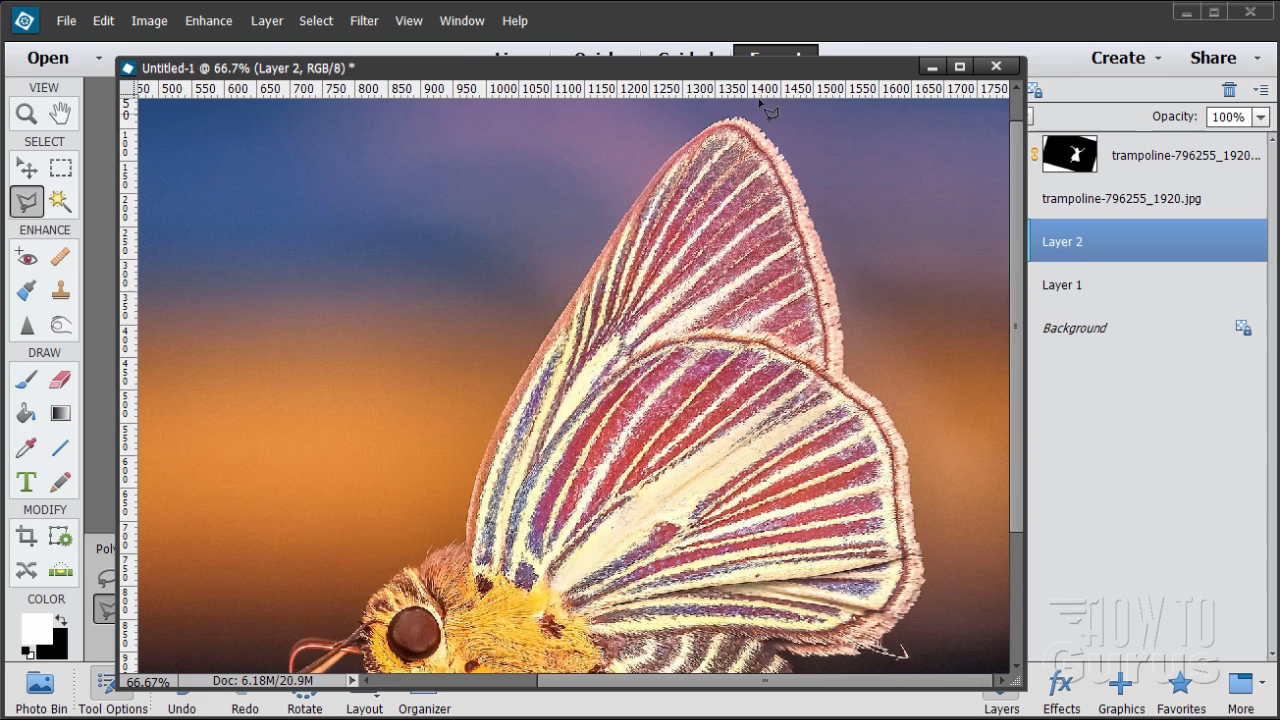 File Edit Image Enhance Layer Select Filter View Window Help
Open
Create Share
Untitled-1 @ 66.7% (Layer 2, RGB/8) *
50 500 550 600 650 700 750 800 850 900 950 1000 1050 1100 1150 1200 1250 1300 1350 1400 1450 1500 1550 1600 1650 1700 1750
VIEW
SELECT
ENHANCE
DRAW
MODIFY
COLOR
Opacity: 100%
trampoline-796255_1920...
trampoline-796255_1920.jpg
Layer 2
Layer 1
Background
HOW TO
Gurus
66.67% Doc: 6.18M/20.9M
Photo Bin Tool Options Undo Redo Rotate Layout Organizer Layers Effects Graphics Favorites More